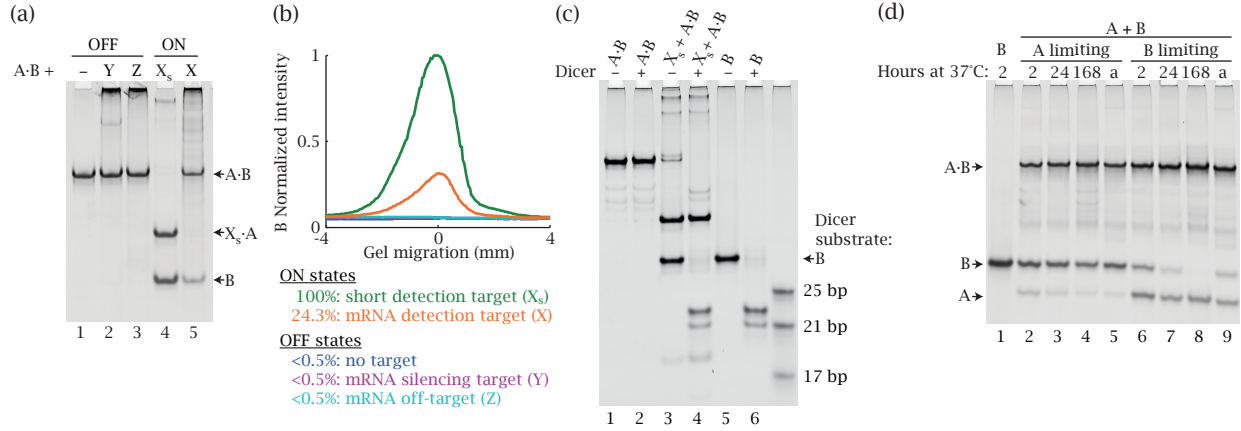 (a)
OFF ON
A·B + – Y Z Xs X
A·B
Xs·A
B
1 2 3 4 5
(b)
B Normalized intensity
1
0.5
0
-4 0 4
Gel migration (mm)
ON states
100%: short detection target (Xs)
24.3%: mRNA detection target (X)
OFF states
<0.5%: no target
<0.5%: mRNA silencing target (Y)
<0.5%: mRNA off-target (Z)
(c)
A·B A·B Xs + A·B Xs + A·B B B
Dicer – + – + – +
Dicer
substrate:
B
25 bp
21 bp
17 bp
1 2 3 4 5 6
(d)
A + B
B A limiting B limiting
Hours at 37°C: 2 2 24 168 a 2 24 168 a
A·B
B
A
1 2 3 4 5 6 7 8 9